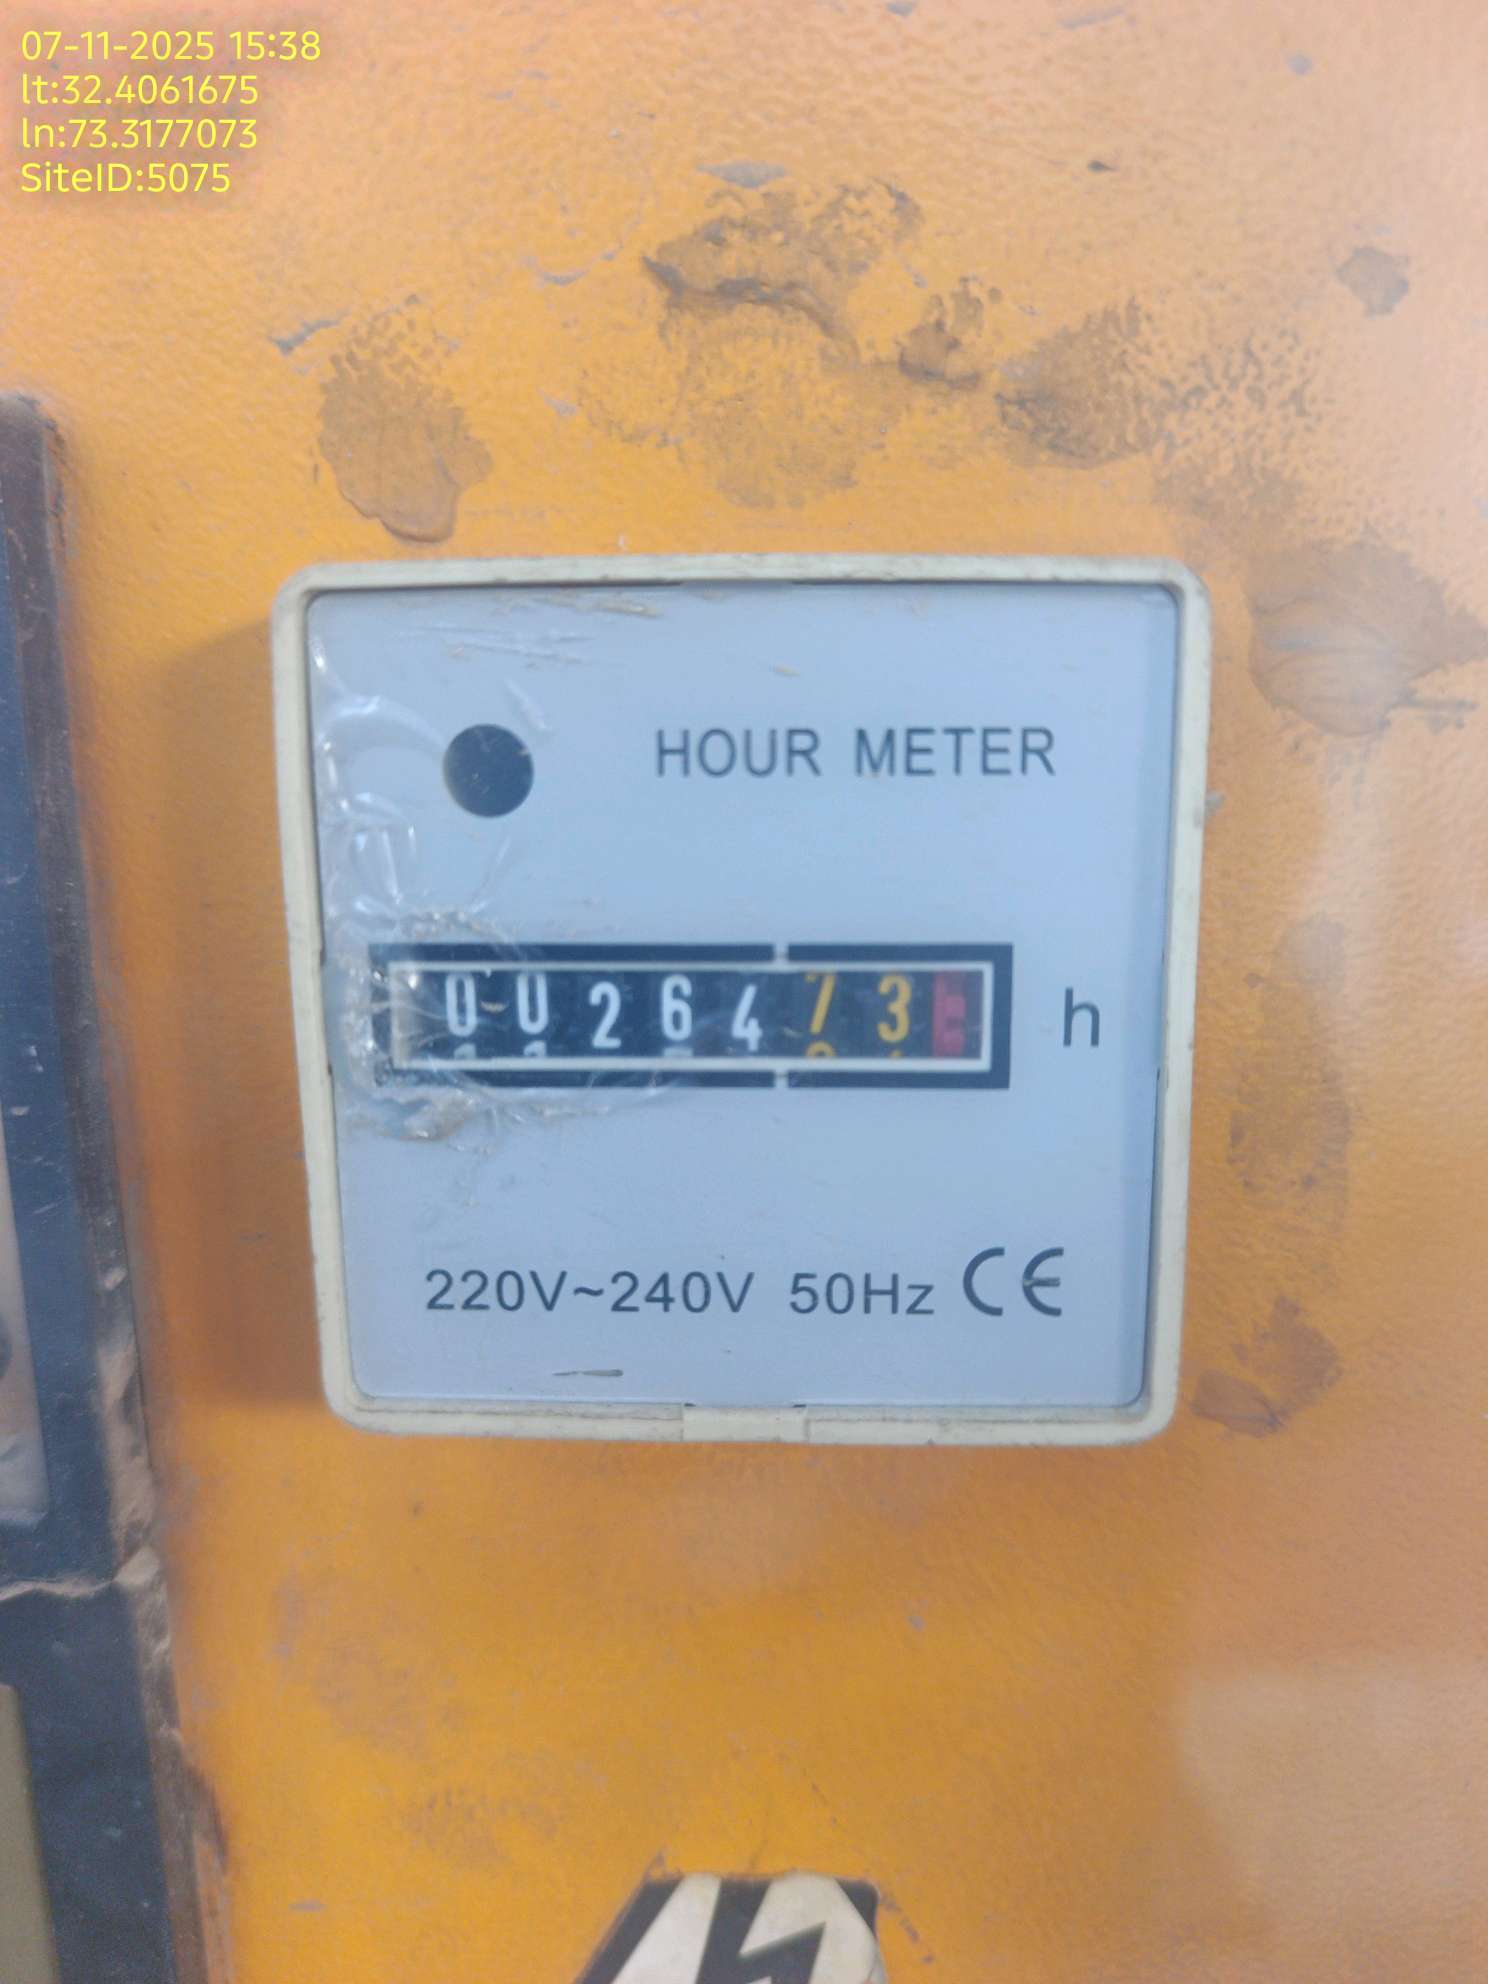 07-11-2025 15:38
lt:32.4061675
ln:73.3177073
SiteID:5075
HOUR METER
0026473 h
220V~240V 50Hz CE